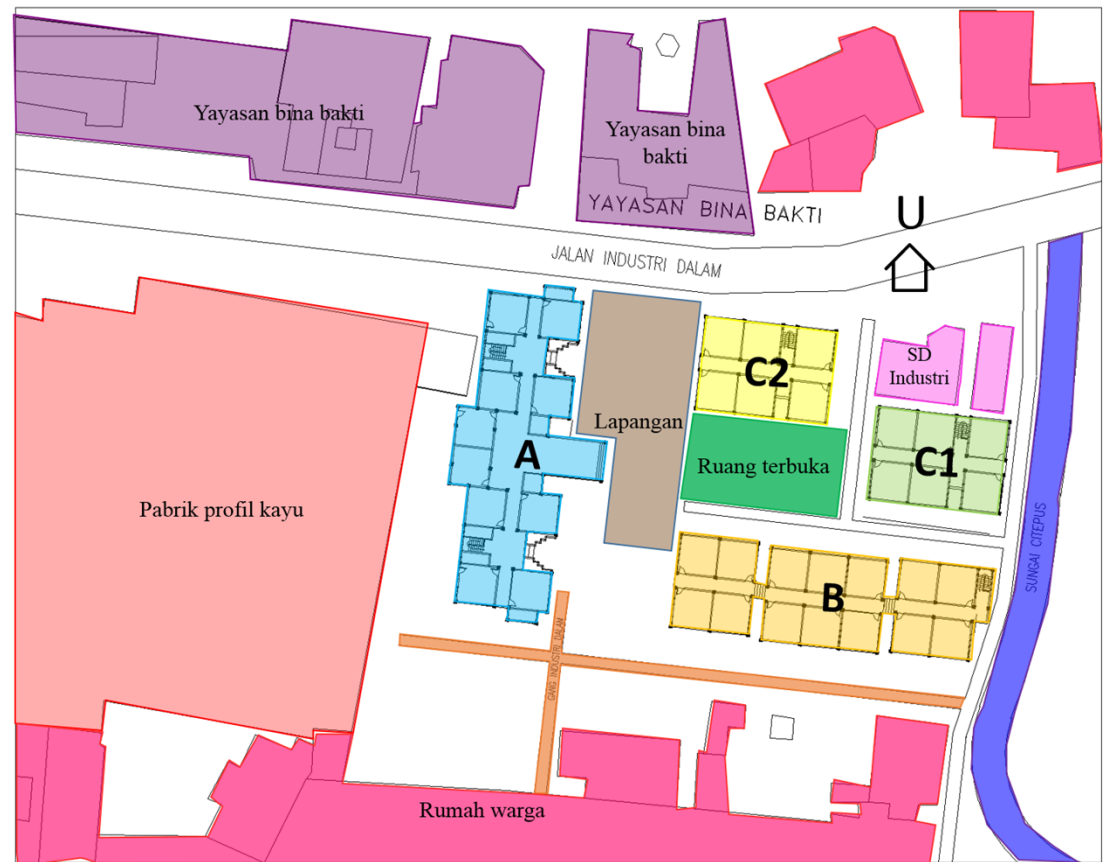 Yayasan bina bakti
Yayasan bina
bakti
YAYASAN BINA BAKTI
U
JALAN INDUSTRI DALAM
SD
Industri
C2
Lapangan
A
C1
Ruang terbuka
Pabrik profil kayu
SUNGAI CITEPUS
B
GANG INDUSTRI DALAM
Rumah warga